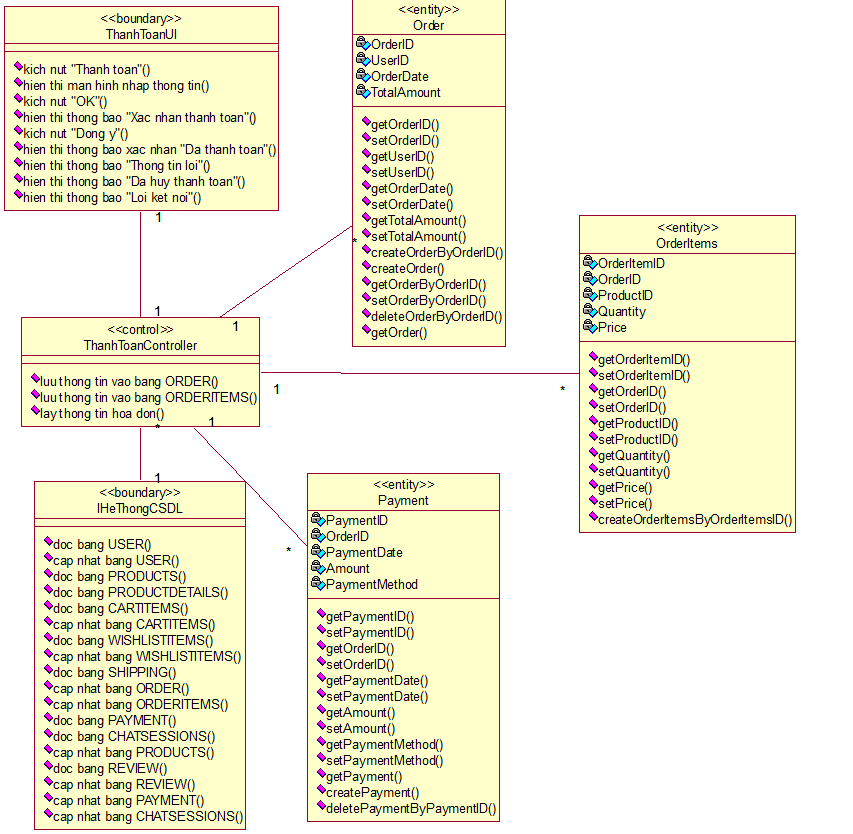 <<boundary>>
ThanhToanUI
kich nut "Thanh toan"()
hien thi man hinh nhap thong tin()
kich nut "OK"()
hien thi thong bao "Xac nhan thanh toan"()
kich nut "Dong y"()
hien thi thong bao xac nhan "Da thanh toan"()
hien thi thong bao "Thong tin loi"()
hien thi thong bao "Da huy thanh toan"()
hien thi thong bao "Loi ket noi"()
1
1
<<entity>>
Order
OrderID
UserID
OrderDate
TotalAmount
getOrderID()
setOrderID()
getUserID()
setUserID()
getOrderDate()
setOrderDate()
getTotalAmount()
setTotalAmount()
createOrderByOrderID()
createOrder()
getOrderByOrderID()
setOrderByOrderID()
deleteOrderByOrderID()
getOrder()
*
1
<<entity>>
OrderItems
OrderItemID
OrderID
ProductID
Quantity
Price
getOrderItemID()
setOrderItemID()
getOrderID()
setOrderID()
getProductID()
setProductID()
getQuantity()
setQuantity()
getPrice()
setPrice()
createOrderItemsByOrderItemsID()
<<control>>
ThanhToanController
luu thong tin vao bang ORDER()
luu thong tin vao bang ORDERITEMS()
lay thong tin hoa don()
1
*
*
1
1
*
<<boundary>>
IHeThongCSDL
doc bang USER()
cap nhat bang USER()
doc bang PRODUCTS()
doc bang PRODUCTDETAILS()
doc bang CARTITEMS()
cap nhat bang CARTITEMS()
doc bang WISHLISTITEMS()
cap nhat bang WISHLISTITEMS()
doc bang SHIPPING()
cap nhat bang ORDER()
cap nhat bang ORDERITEMS()
doc bang PAYMENT()
doc bang CHATSESSIONS()
cap nhat bang PRODUCTS()
doc bang REVIEW()
cap nhat bang REVIEW()
cap nhat bang PAYMENT()
cap nhat bang CHATSESSIONS()
<<entity>>
Payment
PaymentID
OrderID
PaymentDate
Amount
PaymentMethod
getPaymentID()
setPaymentID()
getOrderID()
setOrderID()
getPaymentDate()
setPaymentDate()
getAmount()
setAmount()
getPaymentMethod()
setPaymentMethod()
getPayment()
createPayment()
deletePaymentByPaymentID()